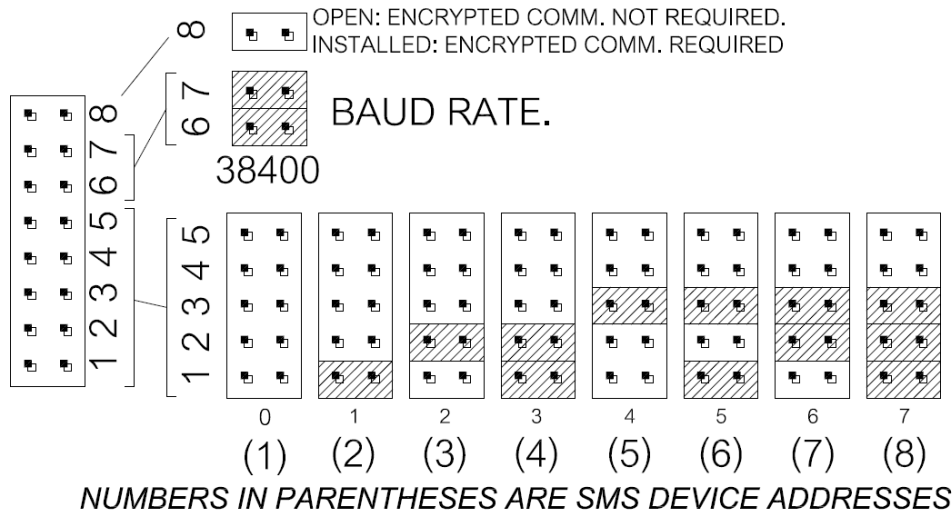 8 OPEN: ENCRYPTED COMM. NOT REQUIRED.
INSTALLED: ENCRYPTED COMM. REQUIRED
8
7
6
5
4
3
2
1
7
6
BAUD RATE.
38400
5
4
3
2
1
0 1 2 3 4 5 6 7
(1) (2) (3) (4) (5) (6) (7) (8)
NUMBERS IN PARENTHESES ARE SMS DEVICE ADDRESSES